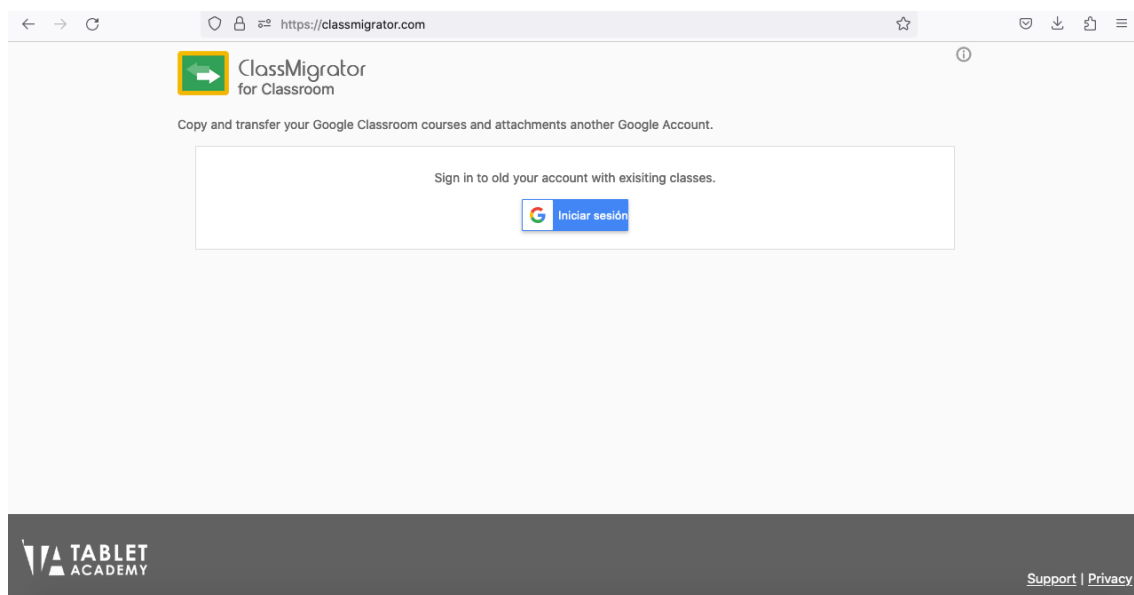 https://classmigrator.com
ClassMigrator
for Classroom
Copy and transfer your Google Classroom courses and attachments another Google Account.
Sign in to old your account with exisiting classes.
Iniciar sesión
TABLET
ACADEMY
Support | Privacy